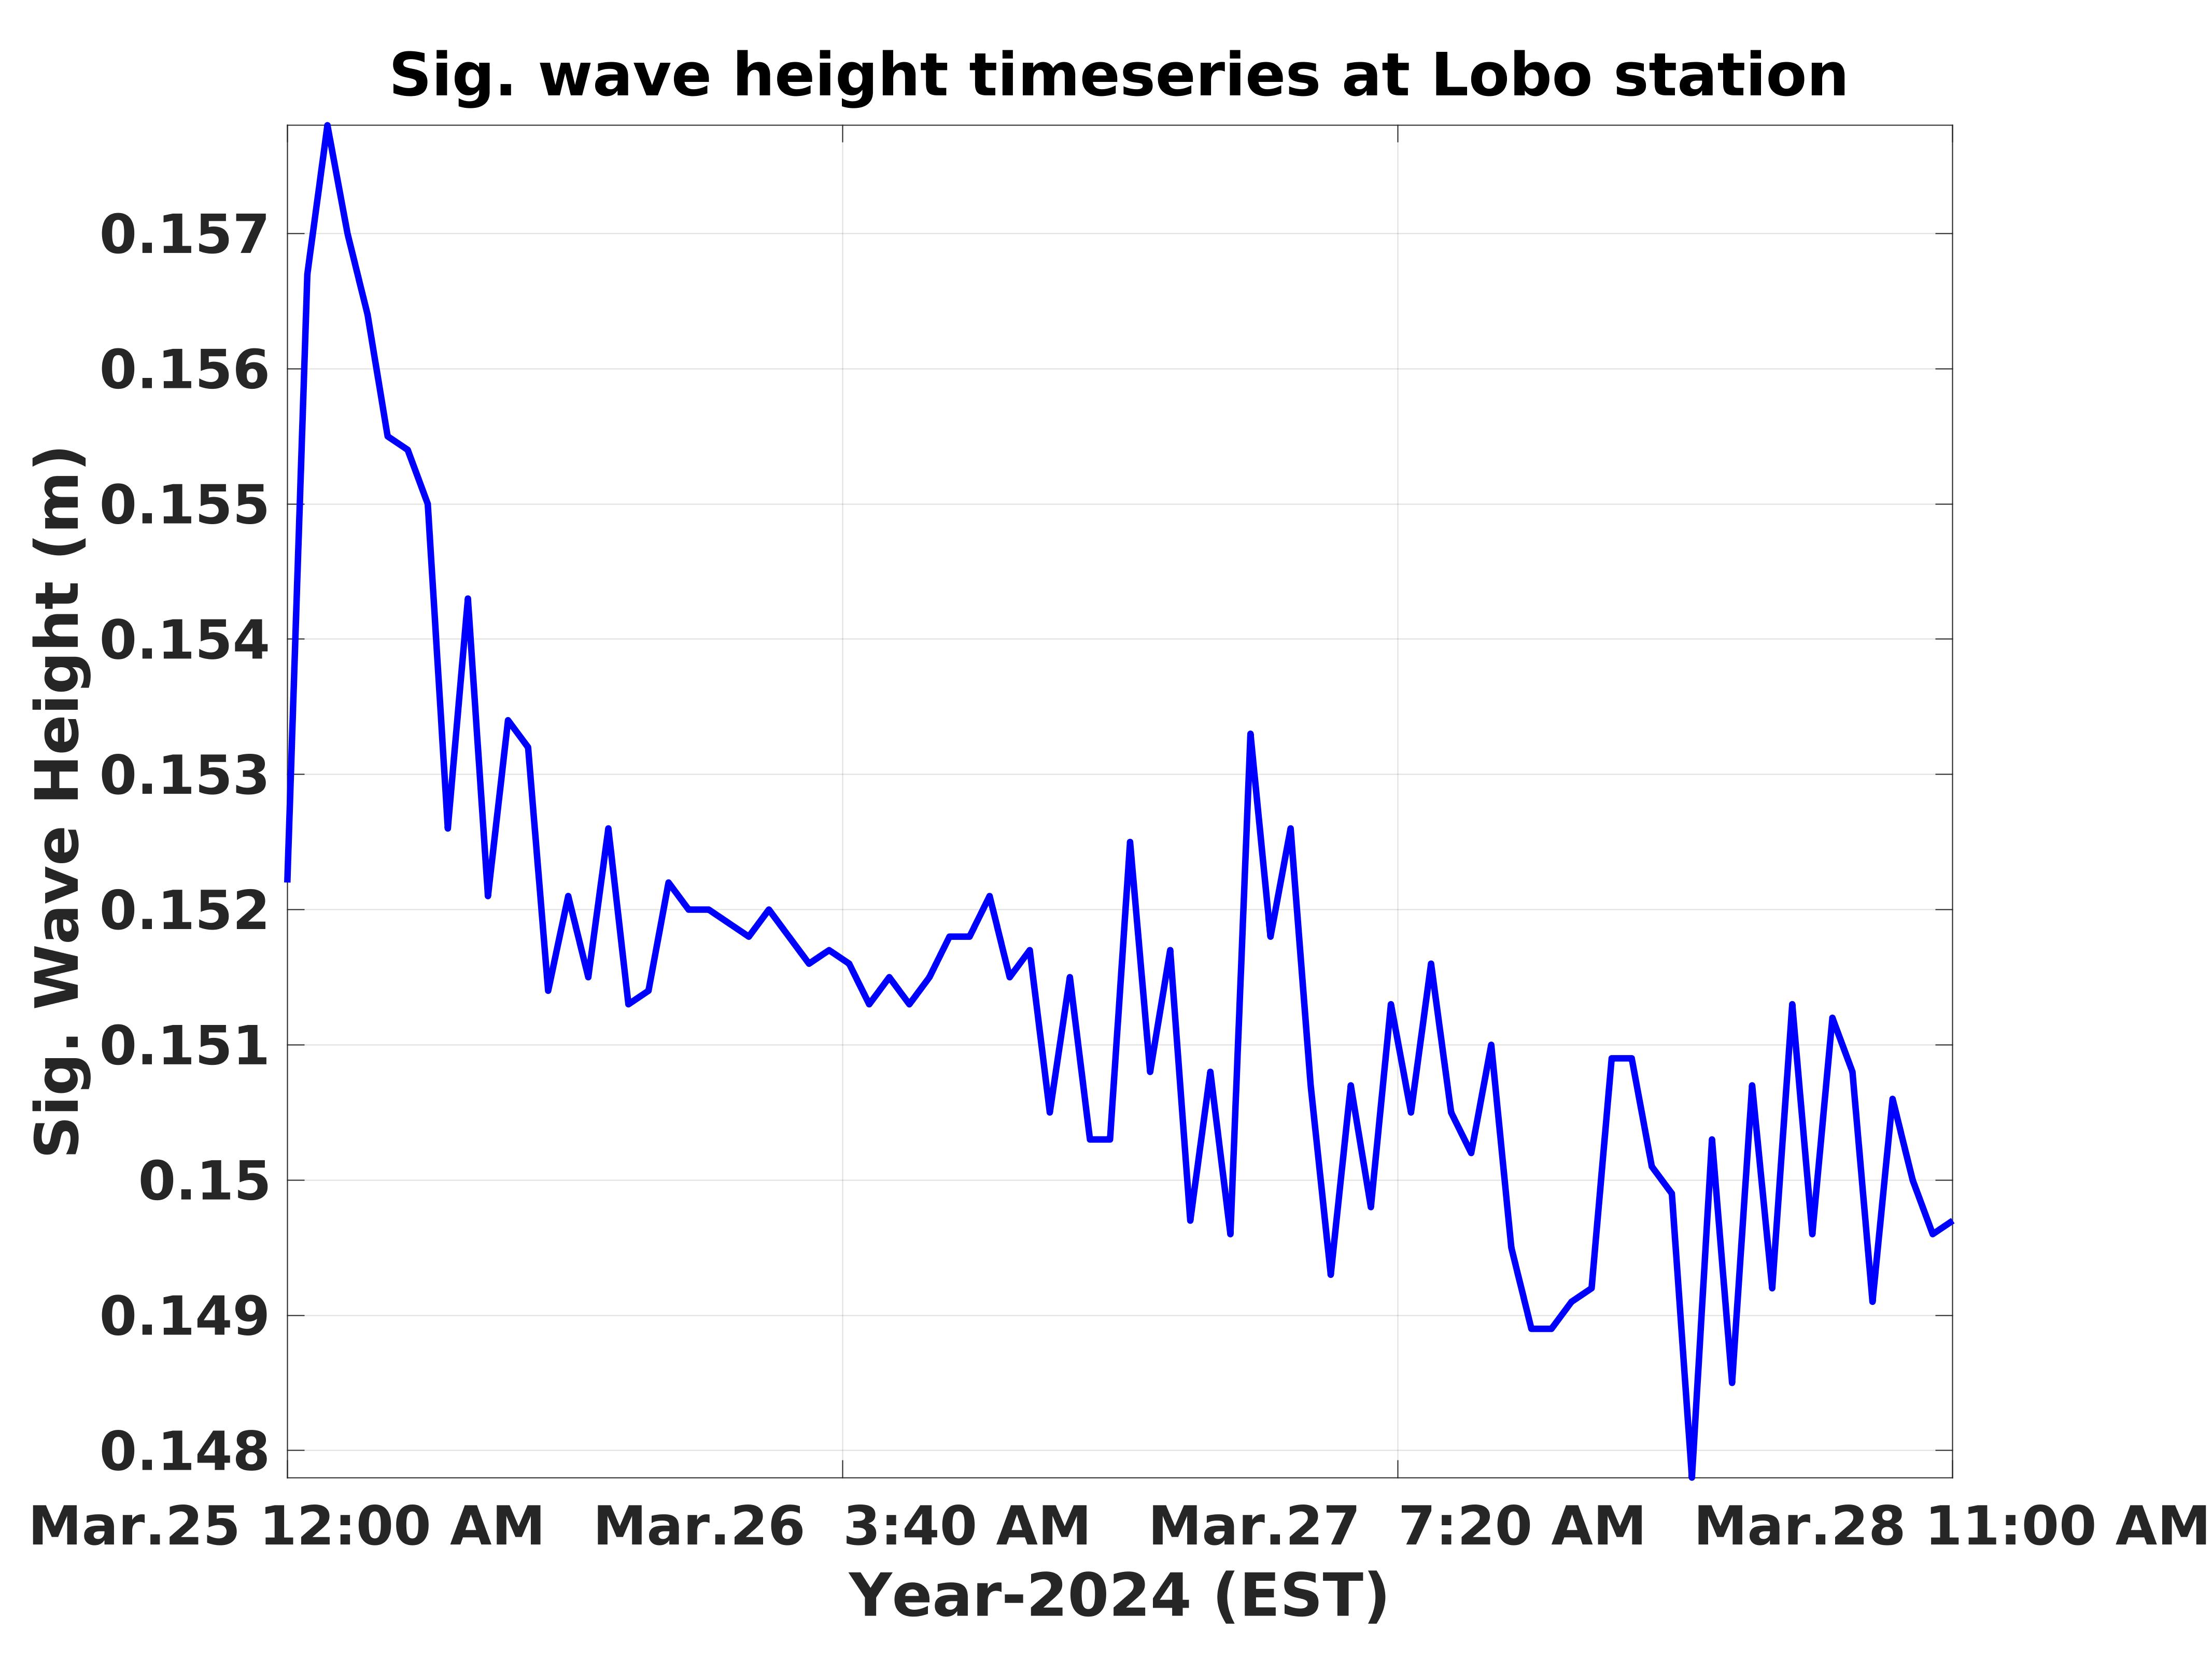 Sig. wave height timeseries at Lobo station
Sig. Wave Height (m)
0.157
0.156
0.155
0.154
0.153
0.152
0.151
0.15
0.149
0.148
Mar.25 12:00 AM Mar.26 3:40 AM Mar.27 7:20 AM Mar.28 11:00 AM
Year-2024 (EST)